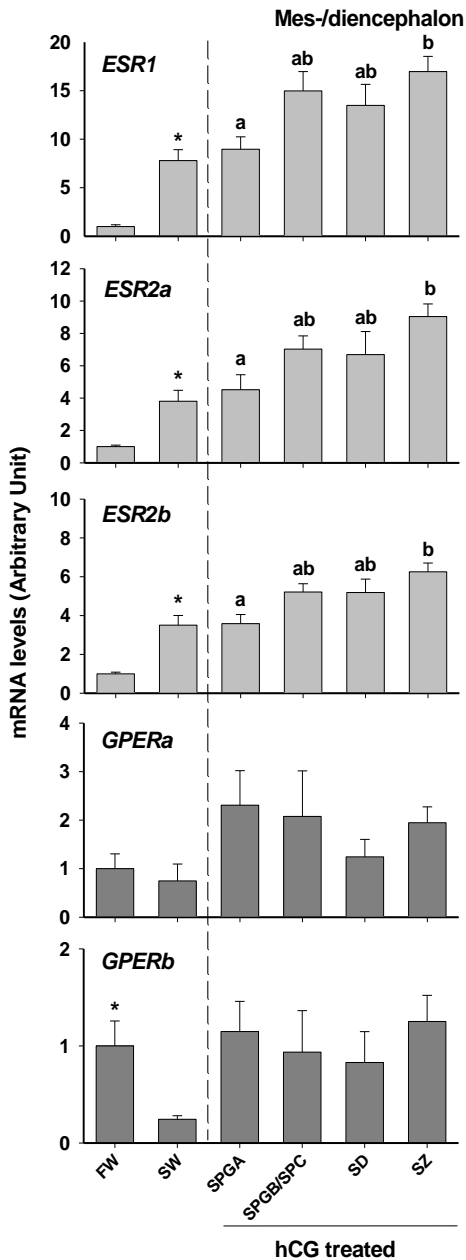 Mes-/diencephalon
mRNA levels (Arbitrary Unit)
ESR1
20
15
10
5
0
*
a
ab
ab
b
ESR2a
12
10
8
6
4
2
0
*
a
ab
ab
b
ESR2b
10
8
6
4
2
0
*
a
ab
ab
b
GPERa
4
3
2
1
0
GPERb
2
1
0
*
FW
SW
SPGA
SPGB/SPC
SD
SZ
hCG treated